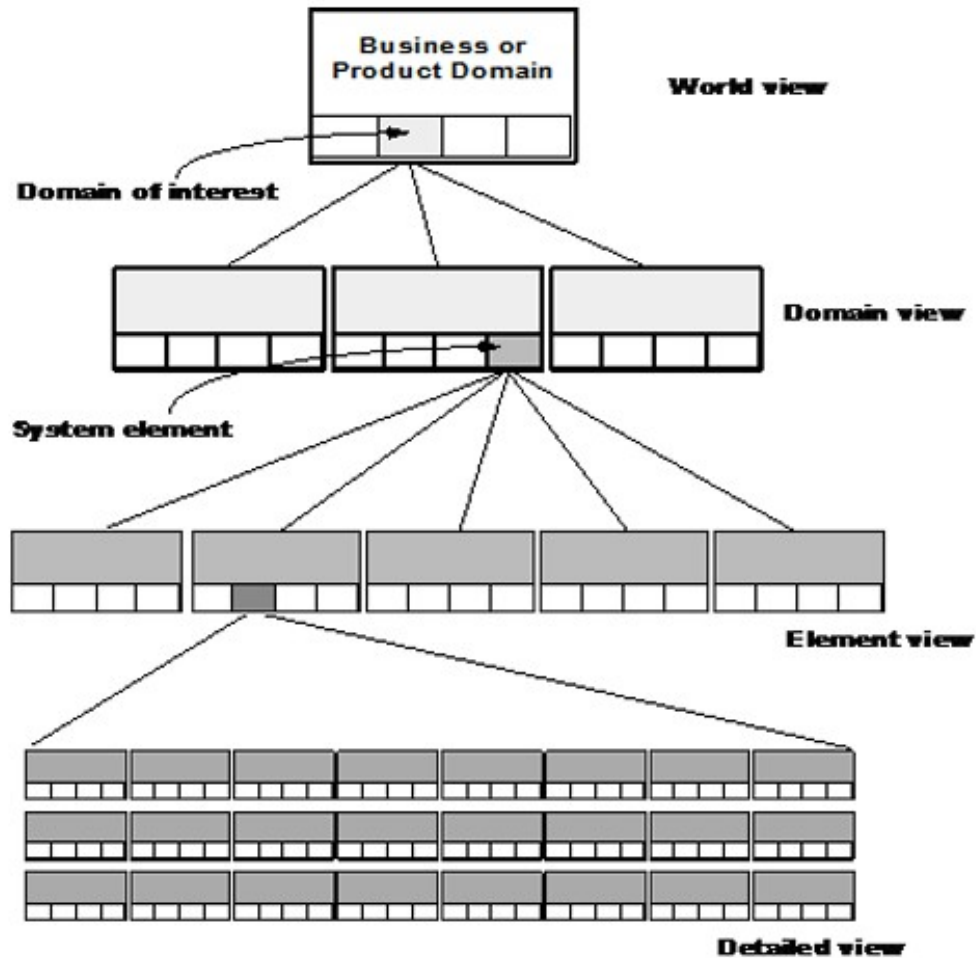 Business or
Product Domain
World view
Domain of interest
Domain view
System element
Element view
Detailed view